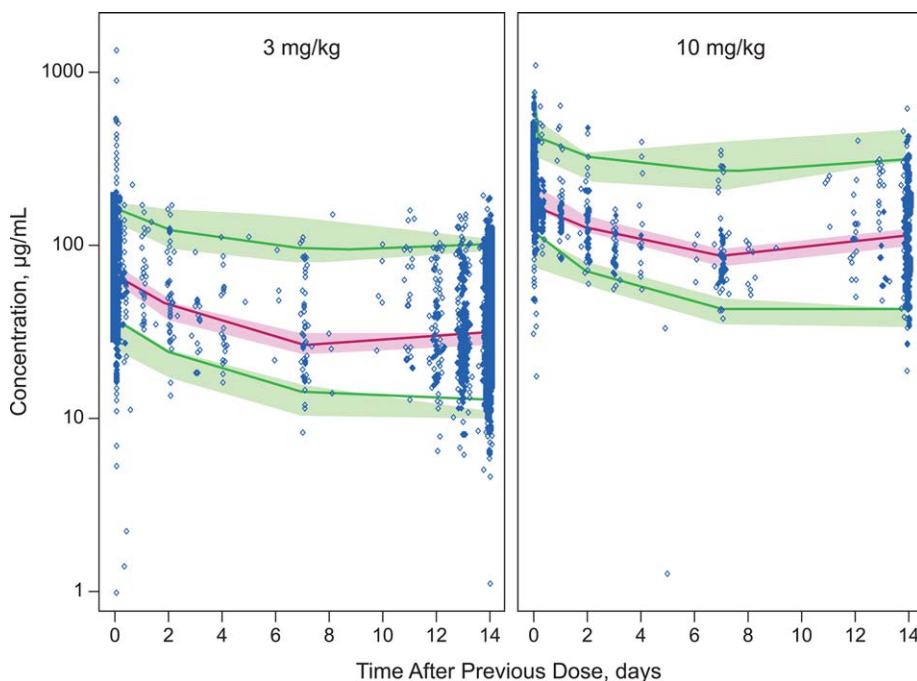 3 mg/kg
10 mg/kg
1000
100
10
1
Concentration, µg/mL
0 2 4 6 8 10 12 14
0 2 4 6 8 10 12 14
Time After Previous Dose, days